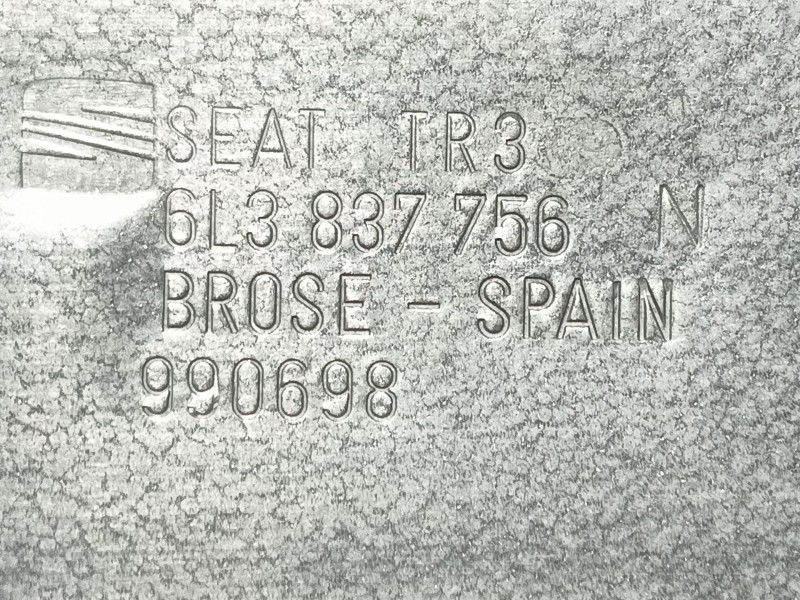 SEAT TR3
6L3 837 756 N
BROSE - SPAIN
990698